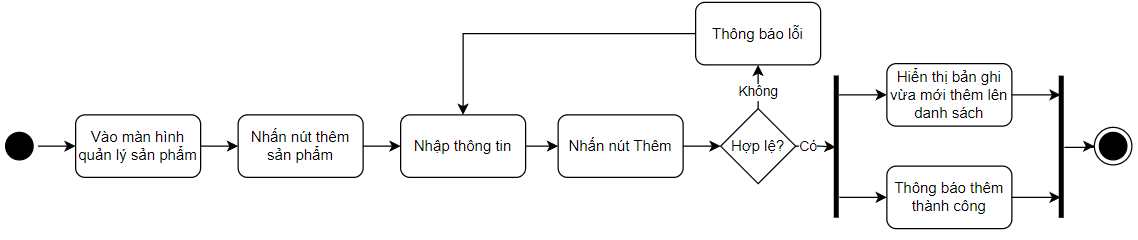 Thông báo lỗi
Không
Vào màn hình
quản lý sản phẩm
Nhấn nút thêm
sản phẩm
Nhập thông tin
Nhấn nút Thêm
Hợp lệ?
Có
Hiển thị bản ghi
vừa mới thêm lên
danh sách
Thông báo thêm
thành công